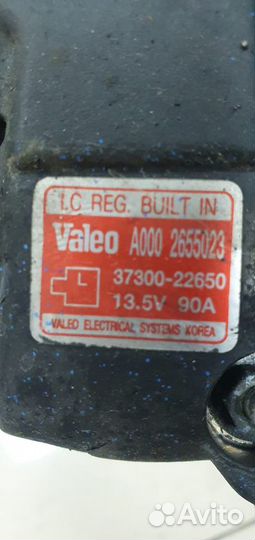 I.C REG. BUILT IN
Valeo A000 2655023
37300-22650
13.5V 90A
VALEO ELECTRICAL SYSTEMS KOREA
Avito